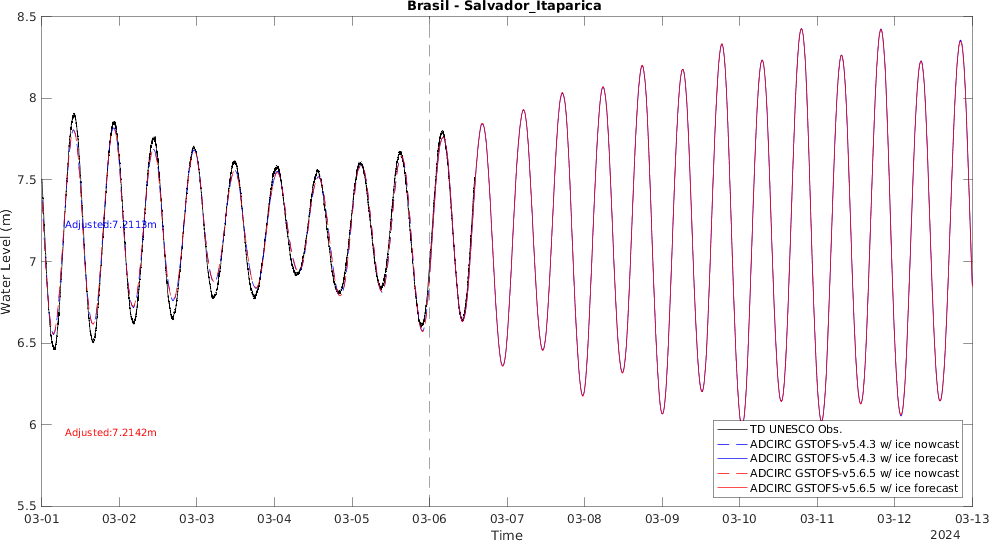 Brasil - Salvador_Itaparica
8.5
8
7.5
7
6.5
6
5.5
Water Level (m)
Adjusted:7.2113m
Adjusted:7.2142m
TD UNESCO Obs.
ADCIRC GSTOFS-v5.4.3 w/ ice nowcast
ADCIRC GSTOFS-v5.4.3 w/ ice forecast
ADCIRC GSTOFS-v5.6.5 w/ ice nowcast
ADCIRC GSTOFS-v5.6.5 w/ ice forecast
03-01 03-02 03-03 03-04 03-05 03-06 03-07 03-08 03-09 03-10 03-11 03-12 03-13
Time
2024